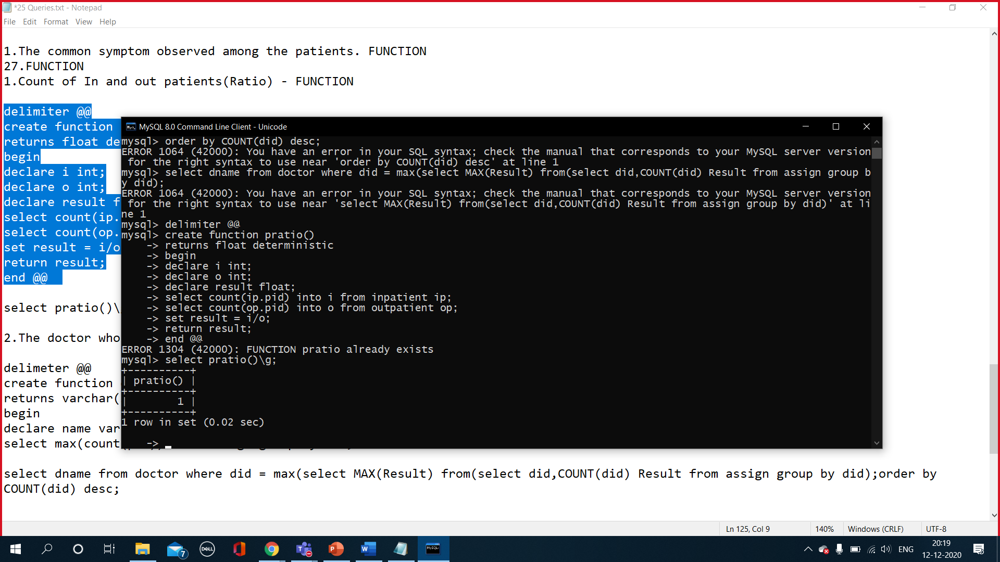 *25 Queries.txt - Notepad
File Edit Format View Help
1.The common symptom observed among the patients. FUNCTION
27.FUNCTION
1.Count of In and out patients(Ratio) - FUNCTION
delimiter @@
create function
returns float de
begin
declare i int;
declare o int;
declare result f
select count(ip.
select count(op.
set result = i/o
return result;
end @@
select pratio()\
2.The doctor who
delimeter @@
create function
returns varchar(
begin
declare name var
select max(count
select dname from doctor where did = max(select MAX(Result) from(select did,COUNT(did) Result from assign group by did);order by
COUNT(did) desc;
MySQL 8.0 Command Line Client - Unicode
mysql> order by COUNT(did) desc;
ERROR 1064 (42000): You have an error in your SQL syntax; check the manual that corresponds to your MySQL server version
for the right syntax to use near 'order by COUNT(did) desc' at line 1
mysql> select dname from doctor where did = max(select MAX(Result) from(select did,COUNT(did) Result from assign group b
y did);
ERROR 1064 (42000): You have an error in your SQL syntax; check the manual that corresponds to your MySQL server version
for the right syntax to use near 'select MAX(Result) from(select did,COUNT(did) Result from assign group by did)' at li
ne 1
mysql> delimiter @@
mysql> create function pratio()
-> returns float deterministic
-> begin
-> declare i int;
-> declare o int;
-> declare result float;
-> select count(ip.pid) into i from inpatient ip;
-> select count(op.pid) into o from outpatient op;
-> set result = i/o;
-> return result;
-> end @@
ERROR 1304 (42000): FUNCTION pratio already exists
mysql> select pratio()\g;
+----------+
| pratio() |
+----------+
| 1 |
+----------+
1 row in set (0.02 sec)
->
Ln 125, Col 9
140%
Windows (CRLF)
UTF-8
7
DELL
MySQL
ENG
20:19
12-12-2020